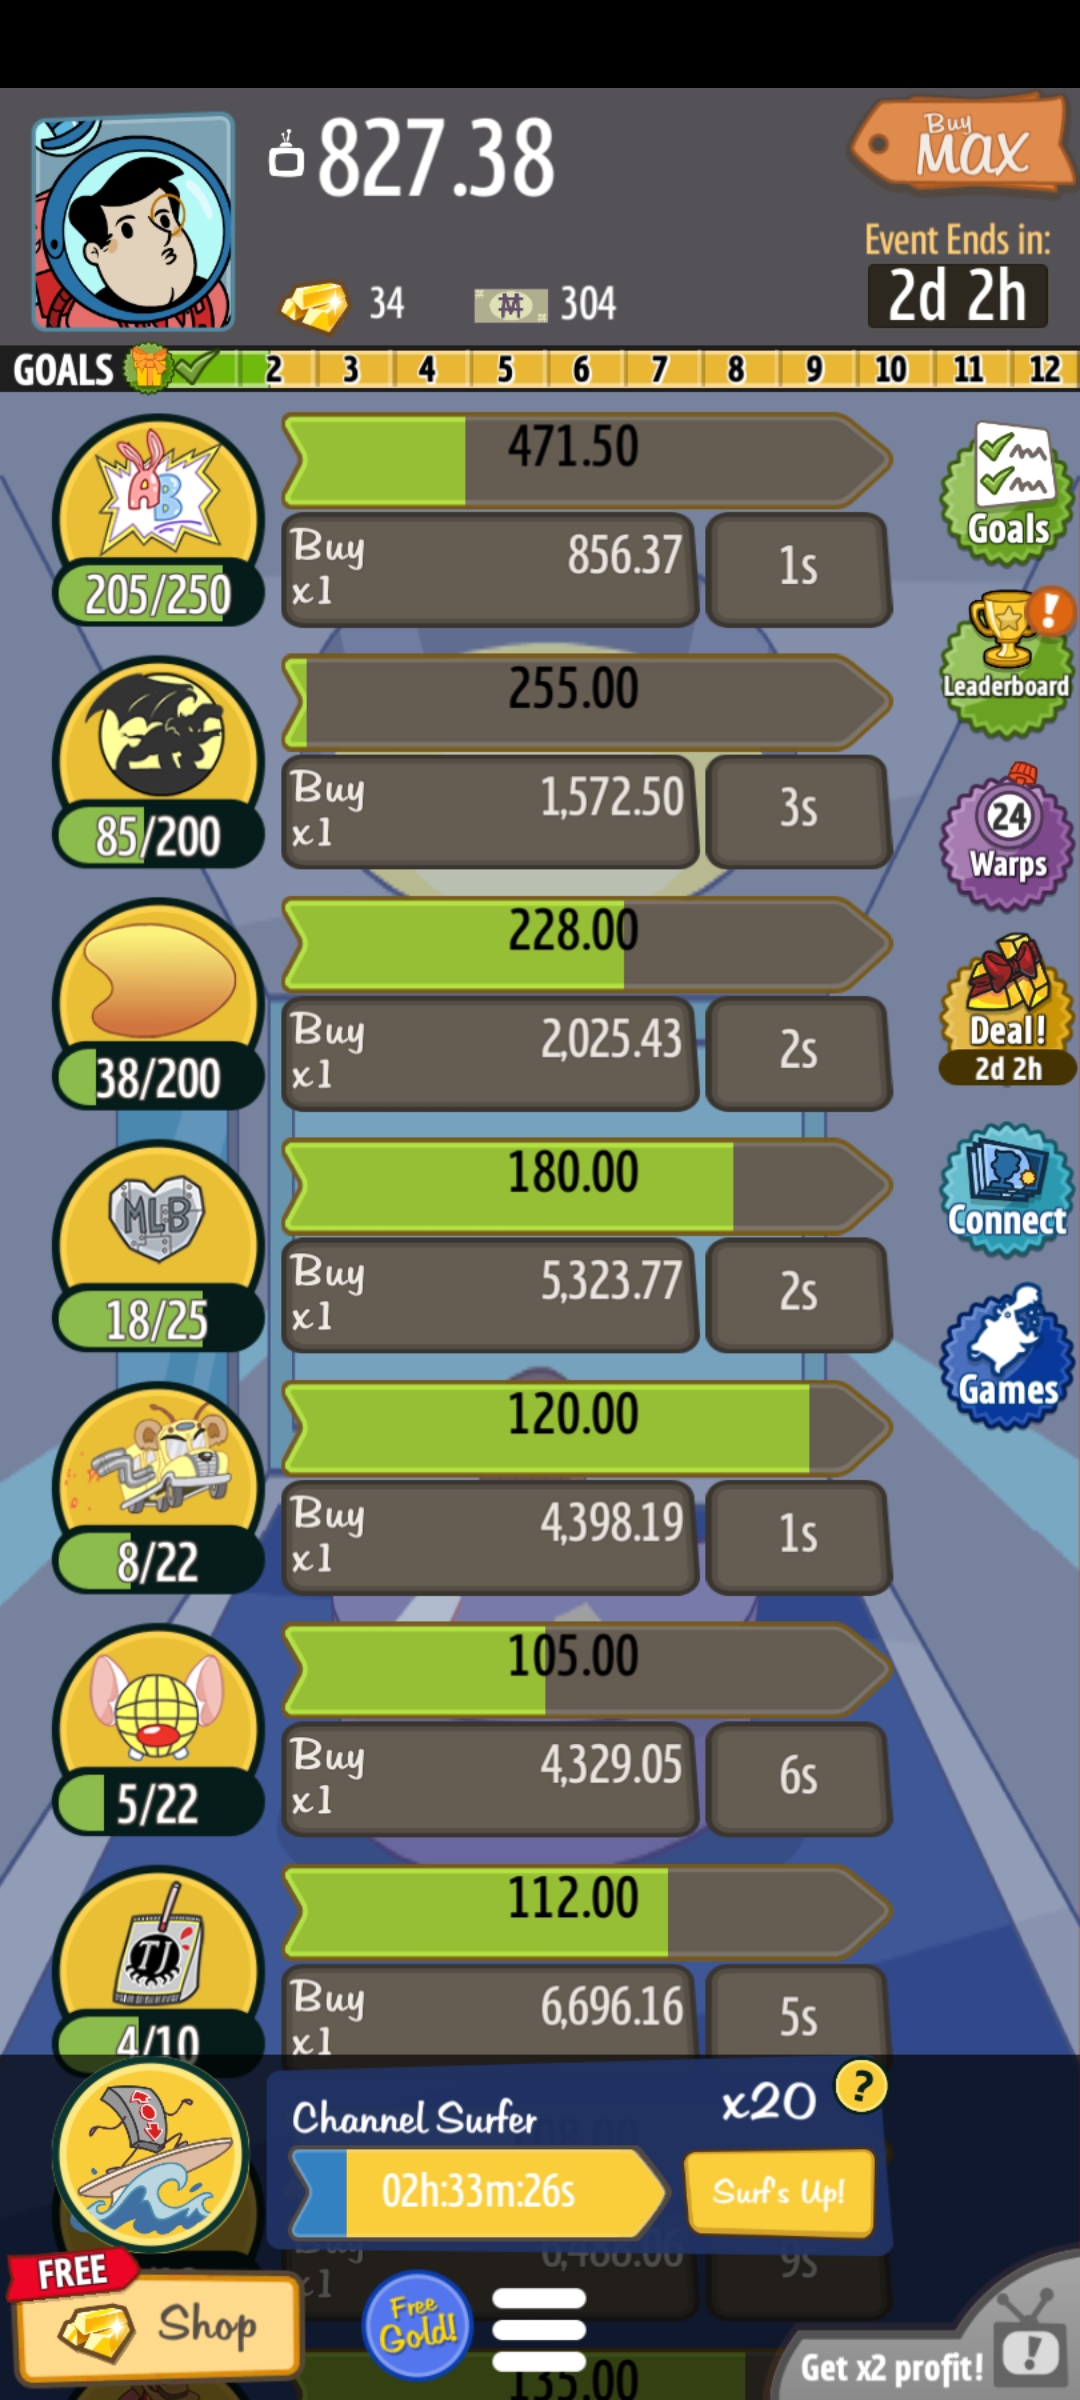 827.38
Buy
MAX
Event Ends in:
2d 2h
34
304
GOALS 2 3 4 5 6 7 8 9 10 11 12
AB
471.50
205/250
Buy
x1
856.37
1s
Goals
255.00
85/200
Buy
x1
1,572.50
3s
!
Leaderboard
228.00
38/200
Buy
x1
2,025.43
2s
24
Warps
Deal!
2d 2h
MLB
180.00
18/25
Buy
x1
5,323.77
2s
Connect
120.00
8/22
Buy
x1
4,398.19
1s
Games
105.00
5/22
Buy
x1
4,329.05
6s
TJ
112.00
4/10
Buy
x1
6,696.16
5s
Channel Surfer
x20
?
02h:33m:26s
Surf's Up!
9s
FREE
Shop
Free
Gold!
135.00
Get x2 profit!
!